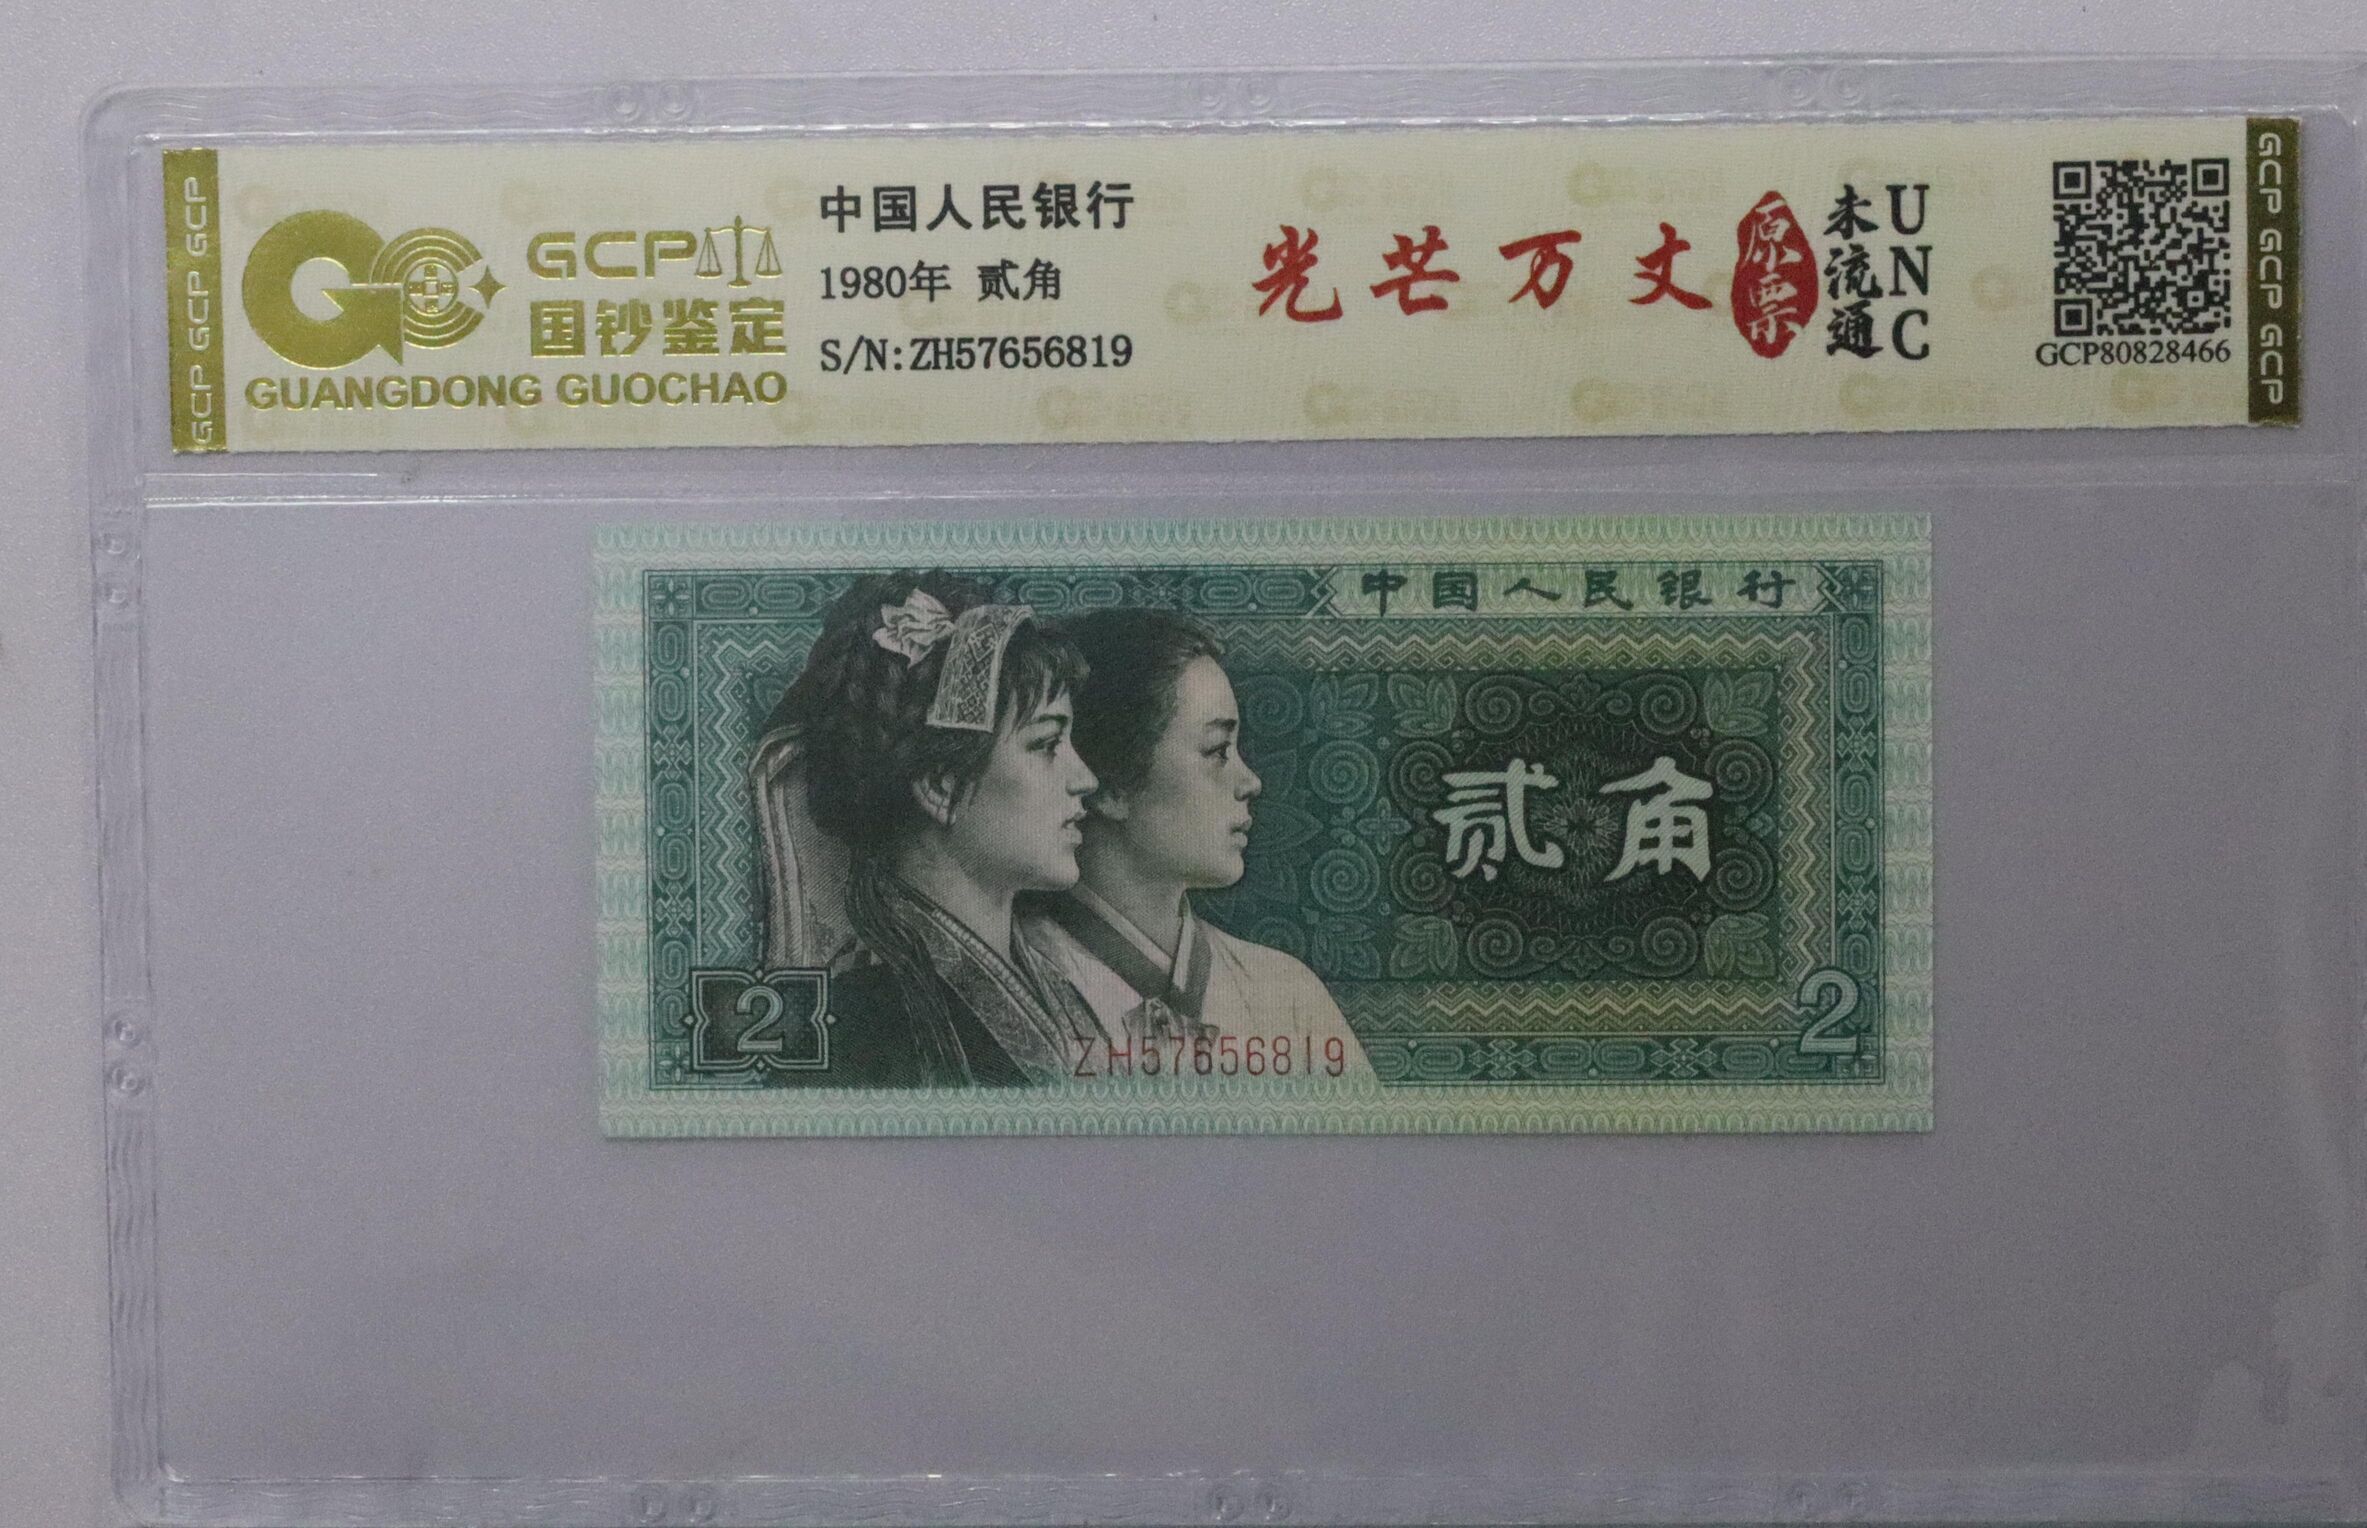 GCP GCP GCP
GCP
国钞鉴定
GUANGDONG GUOCHAO
中国人民银行
1980年 贰角
S/N:ZH57656819
光芒万丈
原票
未流通
UNC
GCP80828466
GCP GCP GCP
中国人民银行
贰角
2
2
ZH57656819